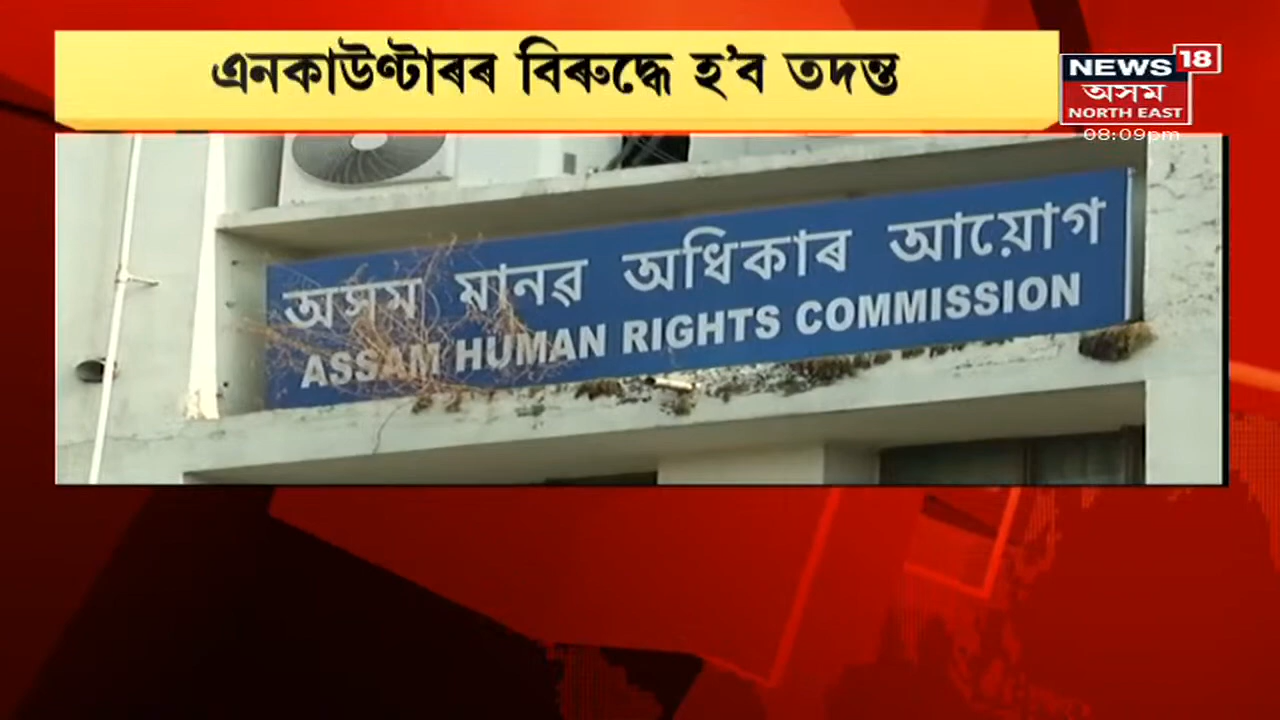 এনকাউণ্টাৰৰ বিৰুদ্ধে হ'ব তদন্ত
NEWS 18
অসম
NORTH EAST
08:09pm
অসম মানৱ অধিকাৰ আয়োগ
ASSAM HUMAN RIGHTS COMMISSION